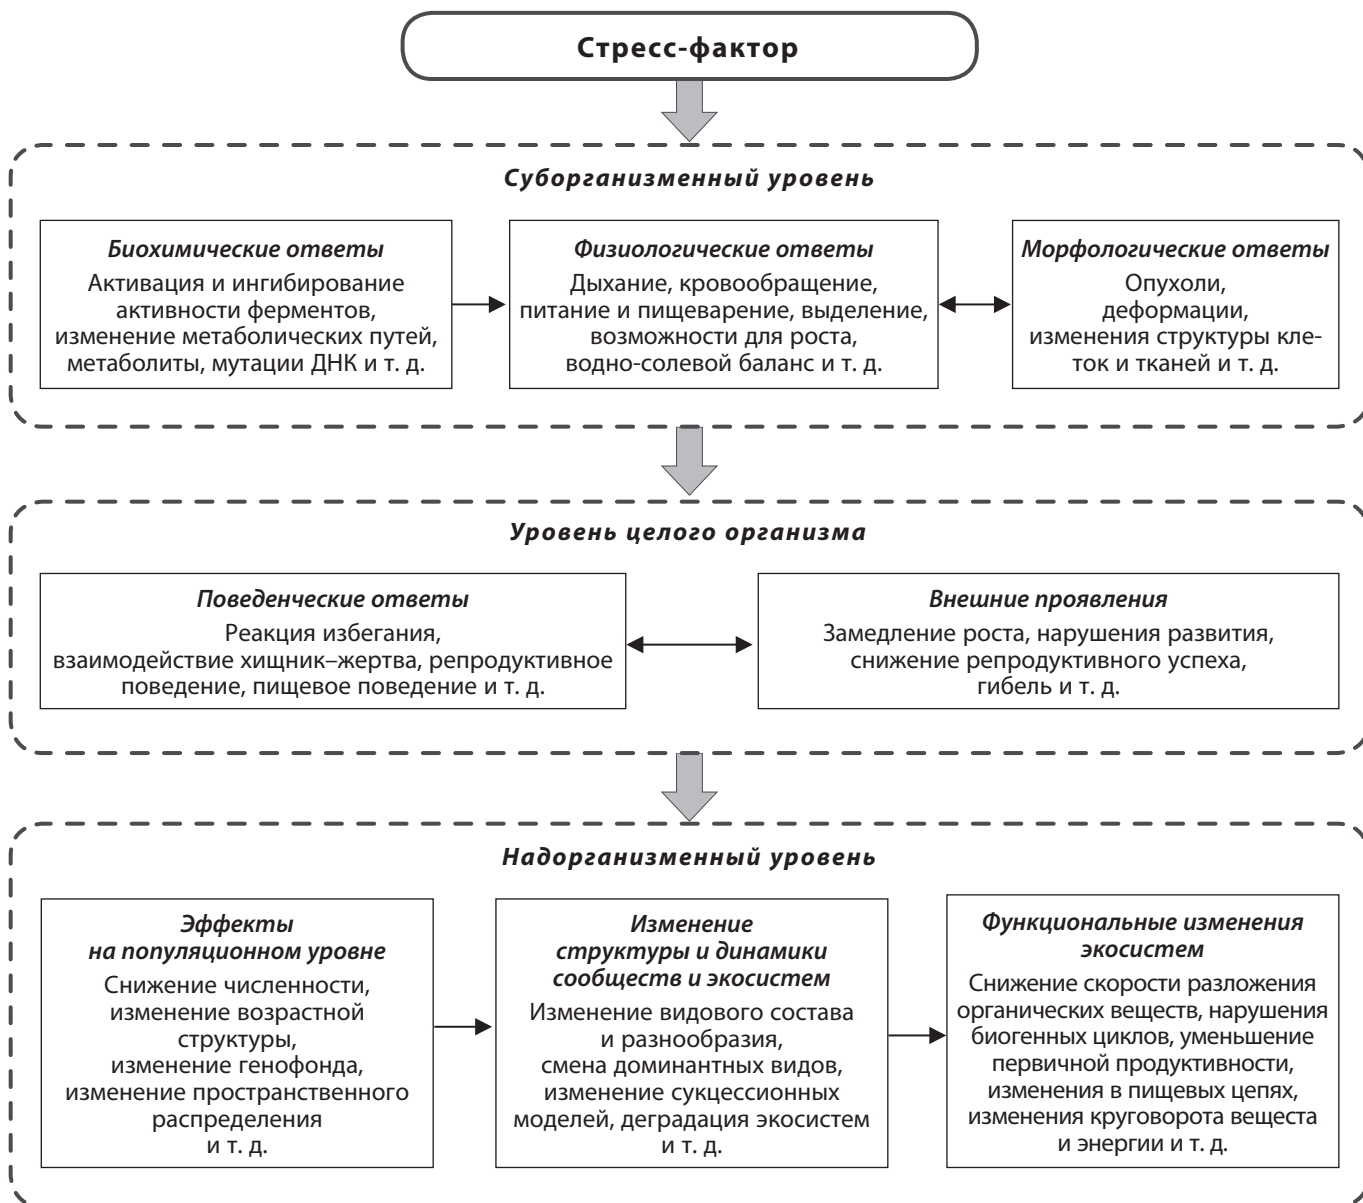 Стресс-фактор
Суборганизменный уровень
Биохимические ответы
Активация и ингибирование
активности ферментов,
изменение метаболических путей,
метаболиты, мутации ДНК и т. д.
Физиологические ответы
Дыхание, кровообращение,
питание и пищеварение, выделение,
возможности для роста,
водно-солевой баланс и т. д.
Морфологические ответы
Опухоли,
деформации,
изменения структуры кле-
ток и тканей и т. д.
Уровень целого организма
Поведенческие ответы
Реакция избегания,
взаимодействие хищник–жертва, репродуктивное
поведение, пищевое поведение и т. д.
Внешние проявления
Замедление роста, нарушения развития,
снижение репродуктивного успеха,
гибель и т. д.
Надорганизменный уровень
Эффекты
на популяционном уровне
Снижение численности,
изменение возрастной
структуры,
изменение генофонда,
изменение пространственного
распределения
и т. д.
Изменение
структуры и динамики
сообществ и экосистем
Изменение видового состава
и разнообразия,
смена доминантных видов,
изменение сукцессионных
моделей, деградация экосистем
и т. д.
Функциональные изменения
экосистем
Снижение скорости разложения
органических веществ, нарушения
биогенных циклов, уменьшение
первичной продуктивности,
изменения в пищевых цепях,
изменения круговорота веществa
и энергии и т. д.